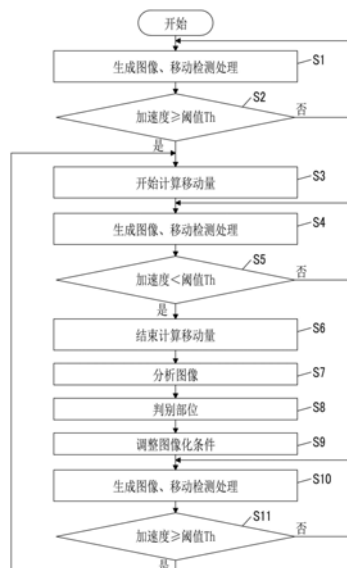 开始
生成图像、移动检测处理 S1
加速度≥阈值Th S2
否
是
开始计算移动量 S3
生成图像、移动检测处理 S4
加速度<阈值Th S5
否
是
结束计算移动量 S6
分析图像 S7
判别部位 S8
调整图像化条件 S9
生成图像、移动检测处理 S10
加速度≥阈值Th S11
否
是